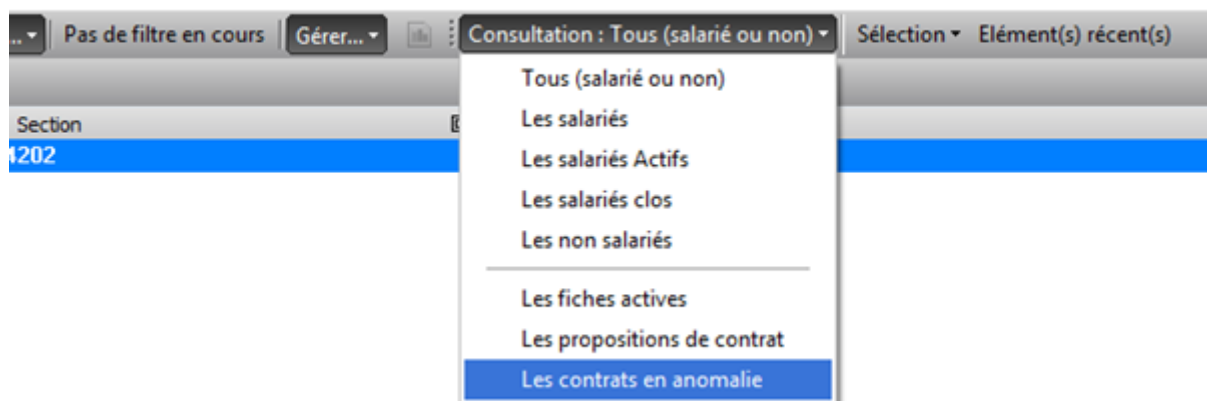 ...
Pas de filtre en cours
Gérer...
Consultation : Tous (salarié ou non)
Sélection
Elément(s) récent(s)
Tous (salarié ou non)
Section
Les salariés
4202
Les salariés Actifs
Les salariés clos
Les non salariés
Les fiches actives
Les propositions de contrat
Les contrats en anomalie